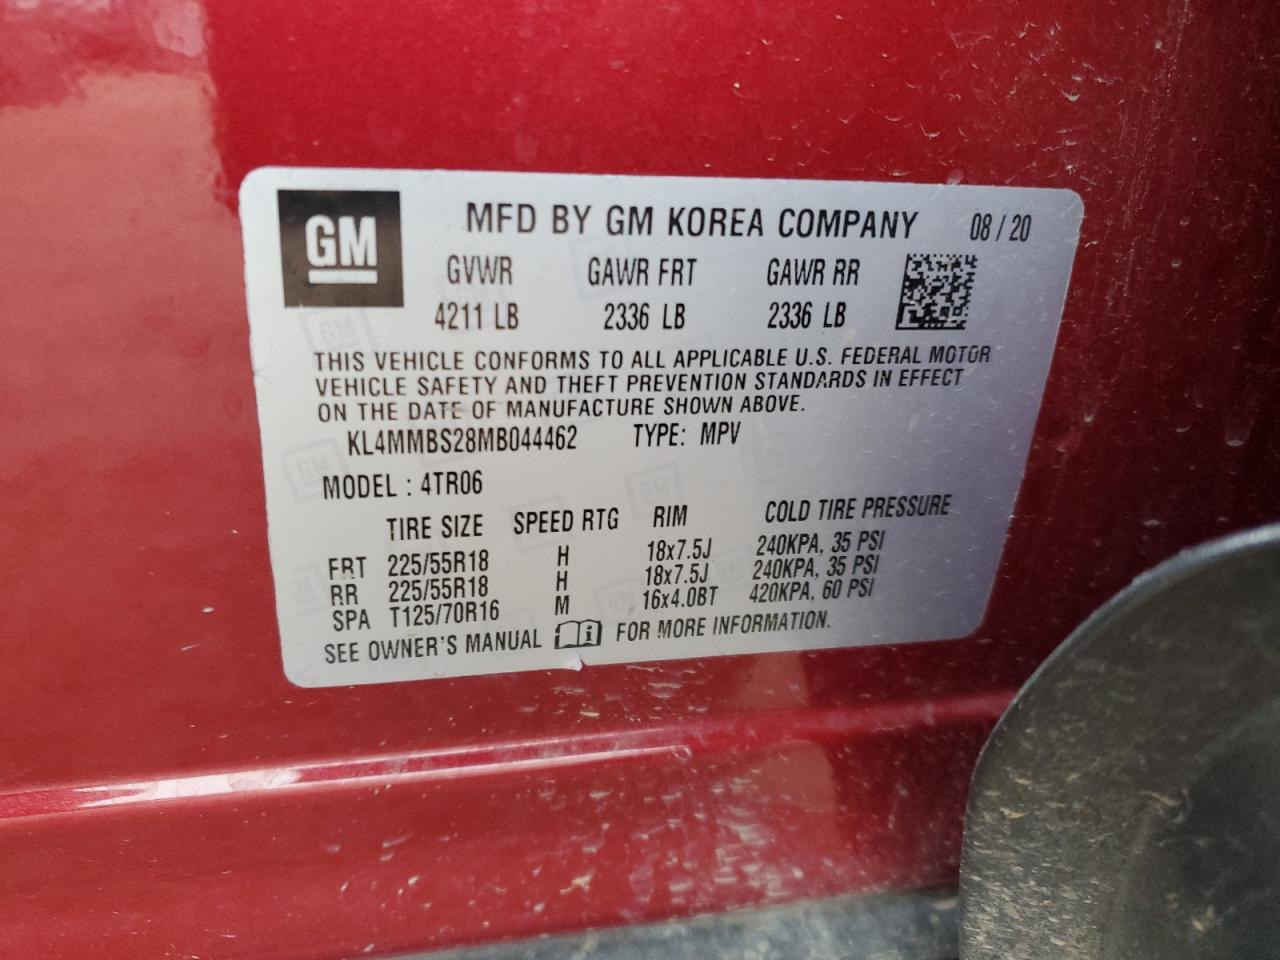 GM
MFD BY GM KOREA COMPANY 08/20
GVWR GAWR FRT GAWR RR
4211 LB 2336 LB 2336 LB
THIS VEHICLE CONFORMS TO ALL APPLICABLE U.S. FEDERAL MOTOR
VEHICLE SAFETY AND THEFT PREVENTION STANDARDS IN EFFECT
ON THE DATE OF MANUFACTURE SHOWN ABOVE.
KL4MMBS28MB044462 TYPE: MPV
MODEL : 4TR06
TIRE SIZE SPEED RTG RIM COLD TIRE PRESSURE
FRT 225/55R18 H 18x7.5J 240KPA, 35 PSI
RR 225/55R18 H 18x7.5J 240KPA, 35 PSI
SPA T125/70R16 M 16x4.0BT 420KPA, 60 PSI
SEE OWNER'S MANUAL FOR MORE INFORMATION.